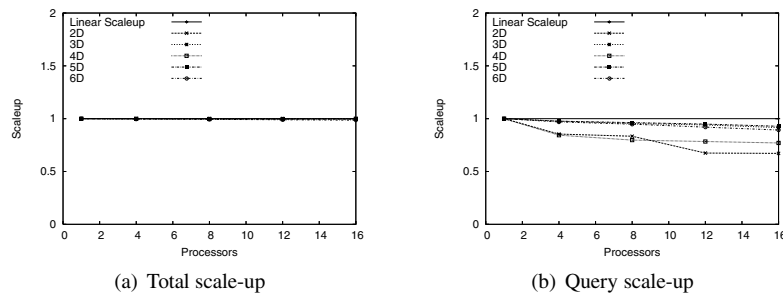 2
1.5
1
0.5
0
Scaleup
Linear Scaleup
2D
3D
4D
5D
6D
0 2 4 6 8 10 12 14 16
Processors
(a) Total scale-up
2
1.5
1
0.5
0
Scaleup
Linear Scaleup
2D
3D
4D
5D
6D
0 2 4 6 8 10 12 14 16
Processors
(b) Query scale-up